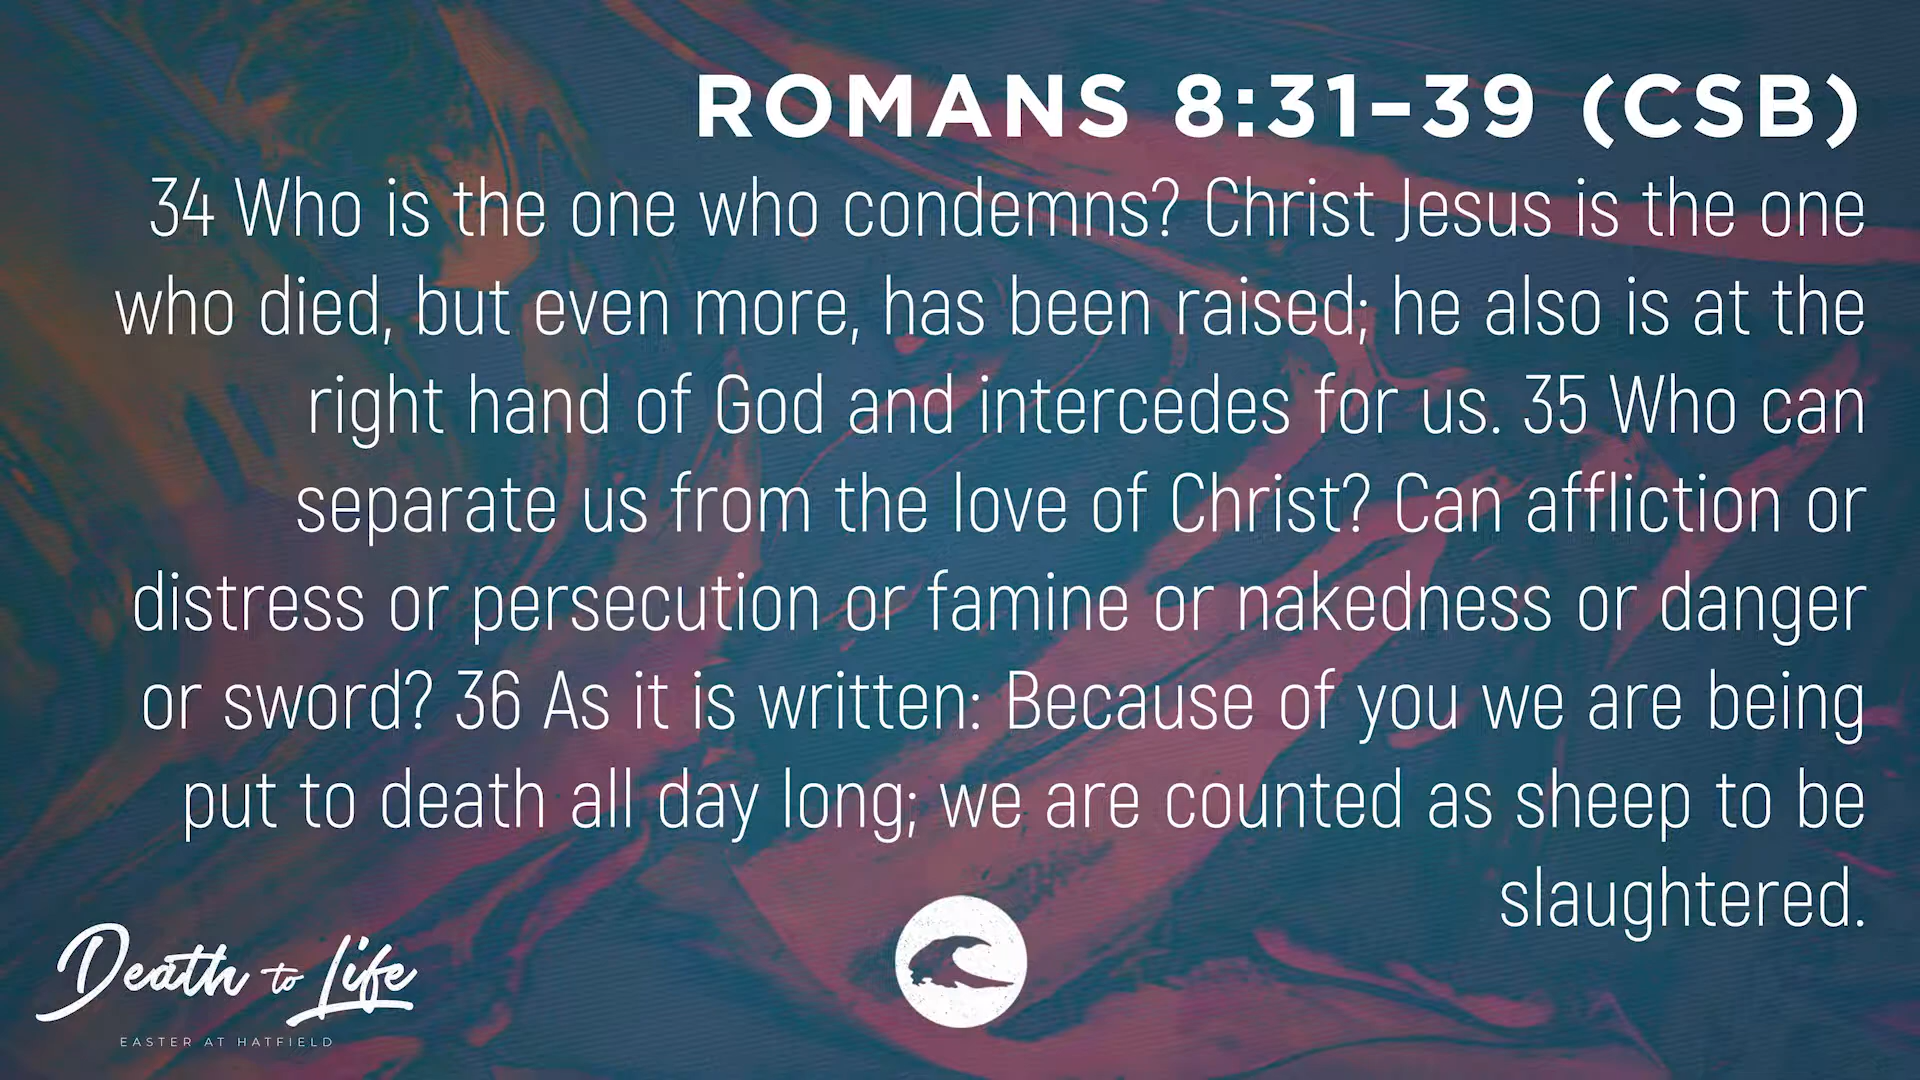 ROMANS 8:31–39 (CSB)
34 Who is the one who condemns? Christ Jesus is the one
who died, but even more, has been raised; he also is at the
right hand of God and intercedes for us. 35 Who can
separate us from the love of Christ? Can affliction or
distress or persecution or famine or nakedness or danger
or sword? 36 As it is written: Because of you we are being
put to death all day long; we are counted as sheep to be
slaughtered.
Death to Life
EASTER AT HATFIELD